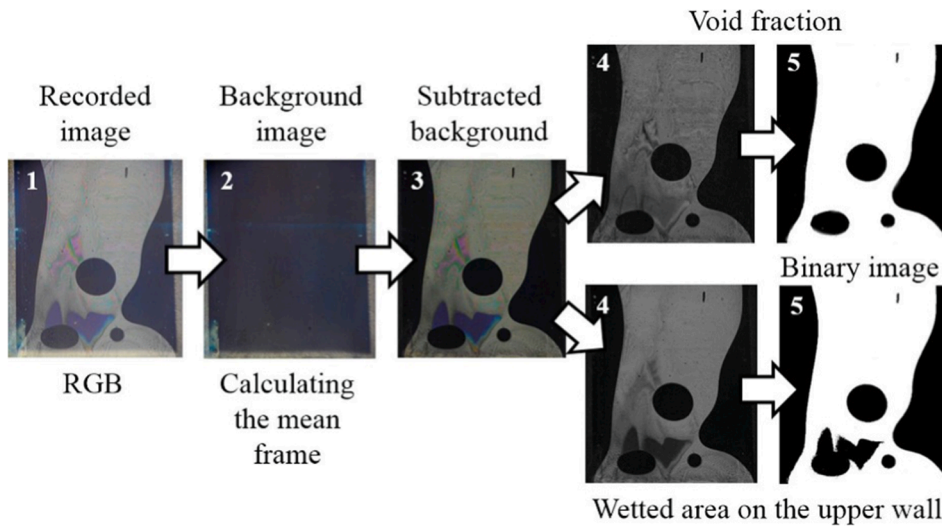 Void fraction
Recorded
image
Background
image
Subtracted
background
1
2
3
4
5
Binary image
4
5
RGB
Calculating
the mean
frame
Wetted area on the upper wall